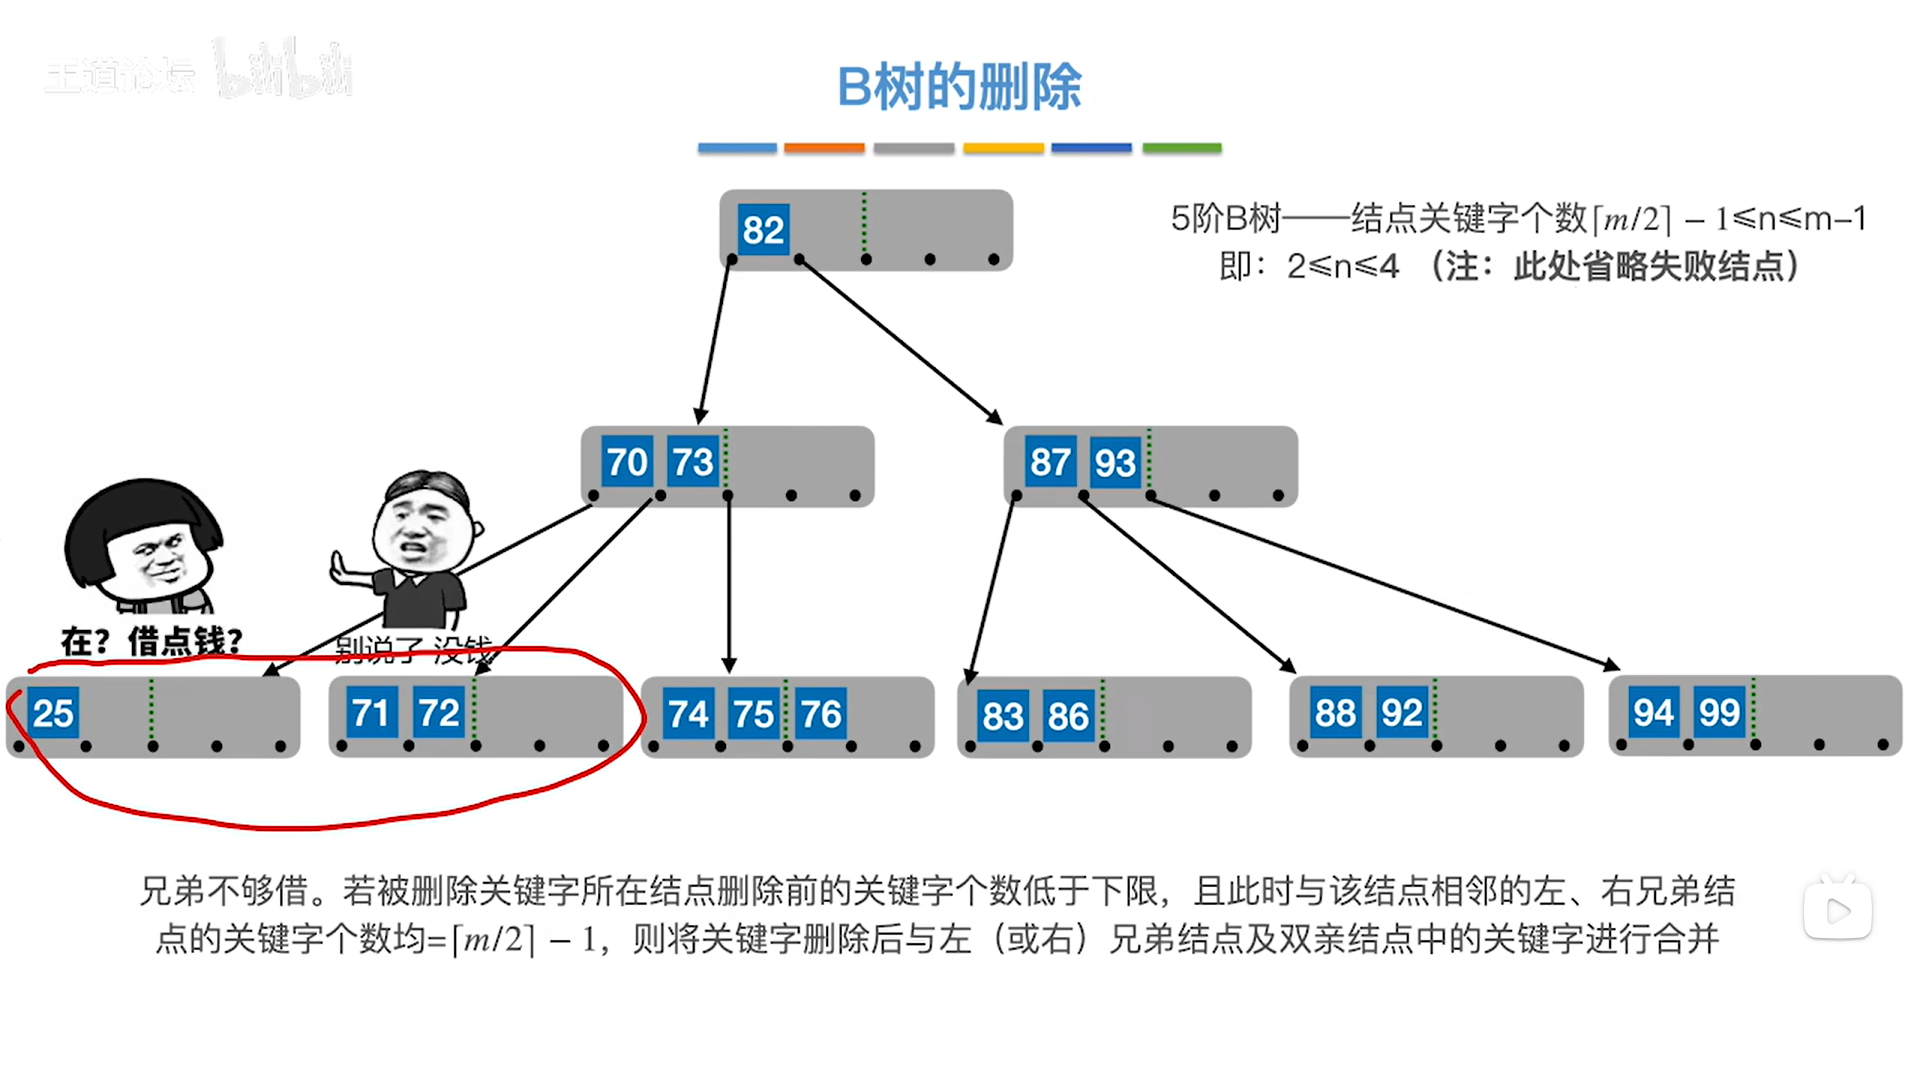 王道论坛 bilibili
B树的删除
82
5阶B树——结点关键字个数⌈m/2⌉ − 1≤n≤m−1
即：2≤n≤4 （注：此处省略失败结点）
70 73
87 93
在？借点钱？
别说了 没钱
25
71 72
74 75 76
83 86
88 92
94 99
兄弟不够借。若被删除关键字所在结点删除前的关键字个数低于下限，且此时与该结点相邻的左、右兄弟结
点的关键字个数均=⌈m/2⌉ − 1，则将关键字删除后与左（或右）兄弟结点及双亲结点中的关键字进行合并